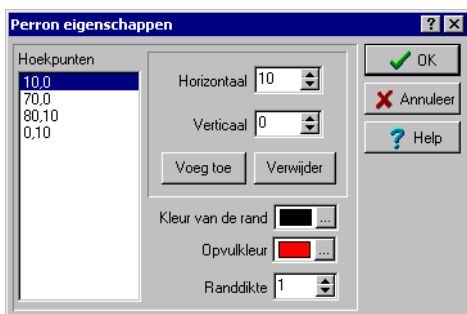 Perron eigenschappen
Hoekpunten
10,0
70,0
80,10
0,10
Horizontaal 10
Verticaal 0
Voeg toe Verwijder
Kleur van de rand ...
Opvulkleur ...
Randdikte 1
OK
Annuleer
? Help